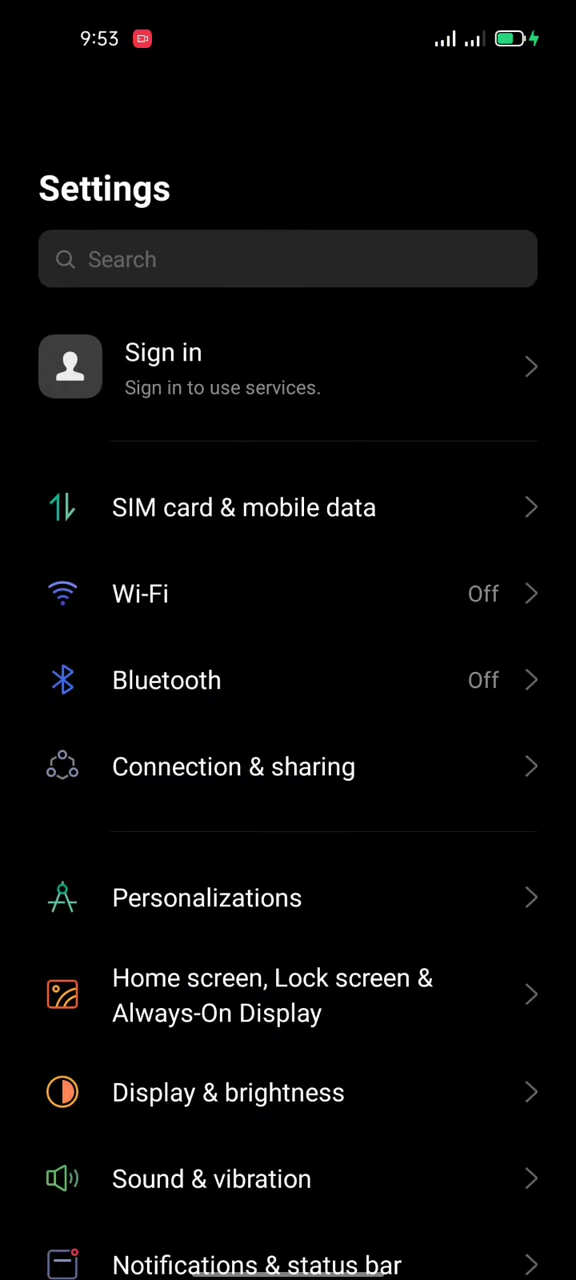 9:53
Settings
Search
Sign in
Sign in to use services.
SIM card & mobile data
Wi-Fi Off
Bluetooth Off
Connection & sharing
Personalizations
Home screen, Lock screen &
Always-On Display
Display & brightness
Sound & vibration
Notifications & status bar